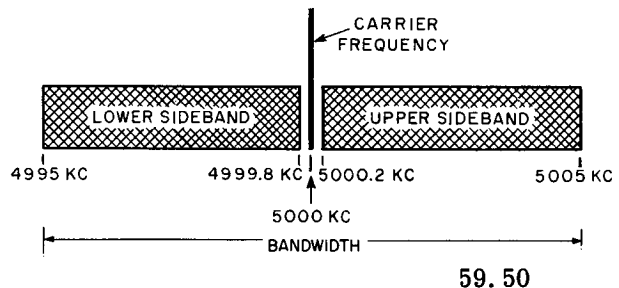 CARRIER
FREQUENCY
LOWER SIDEBAND
UPPER SIDEBAND
4995 KC
4999.8 KC
5000.2 KC
5005 KC
5000 KC
BANDWIDTH
59.50